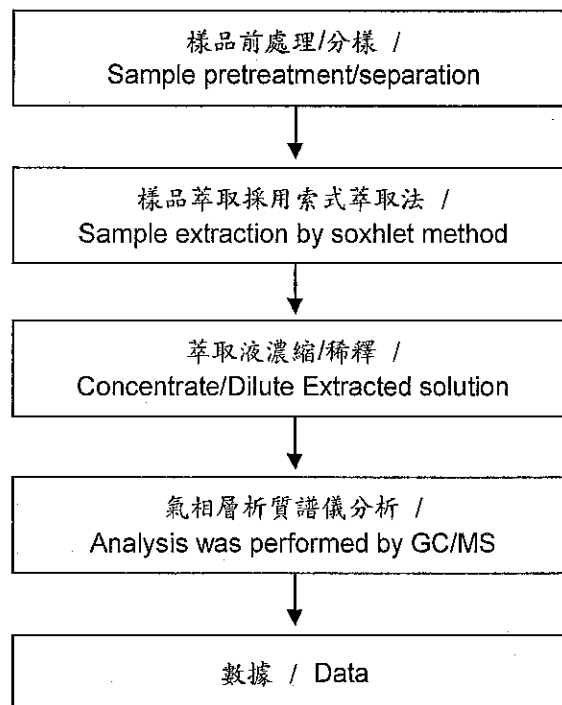 樣品前處理/分樣 /
Sample pretreatment/separation
樣品萃取採用索式萃取法 /
Sample extraction by soxhlet method
萃取液濃縮/稀釋 /
Concentrate/Dilute Extracted solution
氣相層析質譜儀分析 /
Analysis was performed by GC/MS
數據 / Data